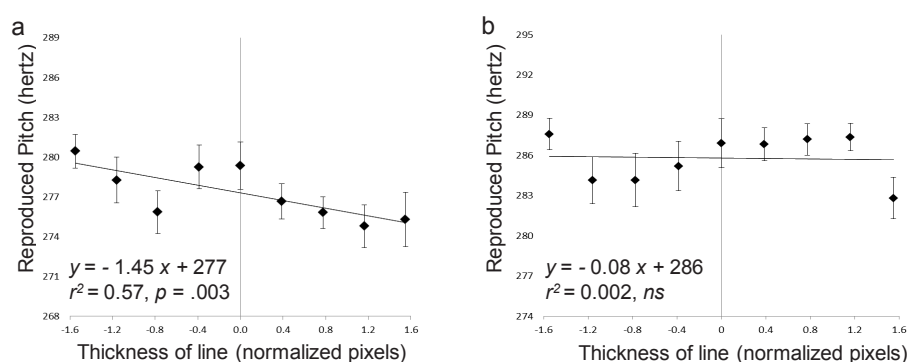 a
Reproduced Pitch (hertz)
289
286
283
280
277
274
271
268
y = - 1.45 x + 277
r² = 0.57, p = .003
-1.6 -1.2 -0.8 -0.4 0.0 0.4 0.8 1.2 1.6
Thickness of line (normalized pixels)
b
Reproduced Pitch (hertz)
295
292
289
286
283
280
277
274
y = - 0.08 x + 286
r² = 0.002, ns
-1.6 -1.2 -0.8 -0.4 0 0.4 0.8 1.2 1.6
Thickness of line (normalized pixels)